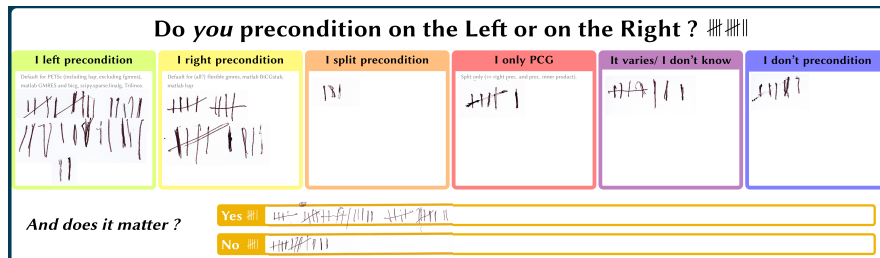 Do you precondition on the Left or on the Right ?
I left precondition
Default for PETSc (including lsqr, excluding fgmres),
matlab GMRES and bicg, scipy.sparse.linalg, Trilinos
I right precondition
Default for (all?) flexible gmres, matlab BiCGstab,
matlab lsqr
I split precondition
I only PCG
Split only (== right prec. and prec. inner product).
It varies/ I don't know
I don't precondition
And does it matter ?
Yes
No